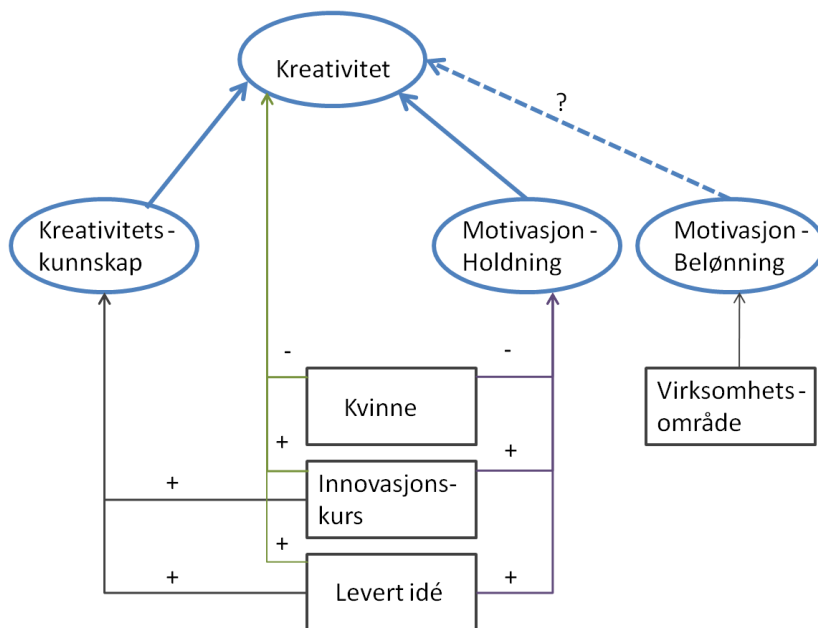 Kreativitet
?
Kreativitets-
kunnskap
Motivasjon -
Holdning
Motivasjon -
Belønning
-
-
Kvinne
Virksomhets-
område
+
+
Innovasjons-
kurs
+
+
Levert idé
+
+